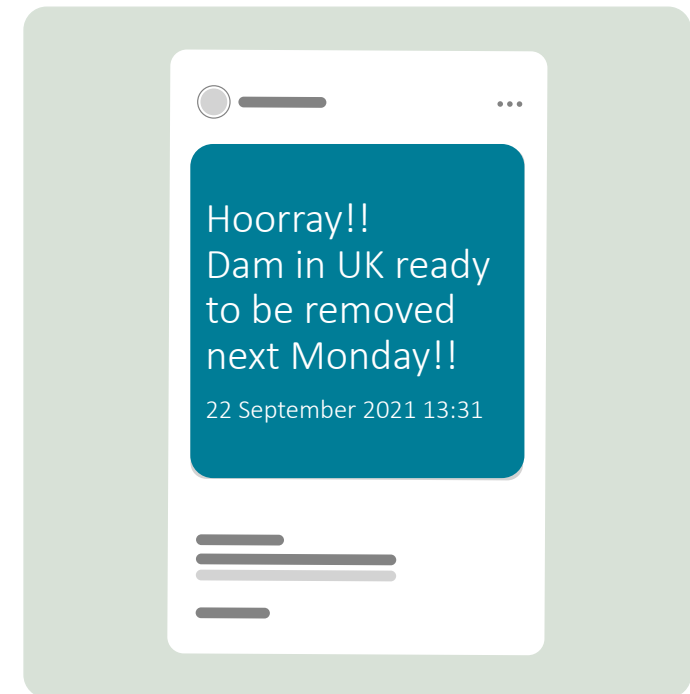 Hoorray!!
Dam in UK ready
to be removed
next Monday!!
22 September 2021 13:31